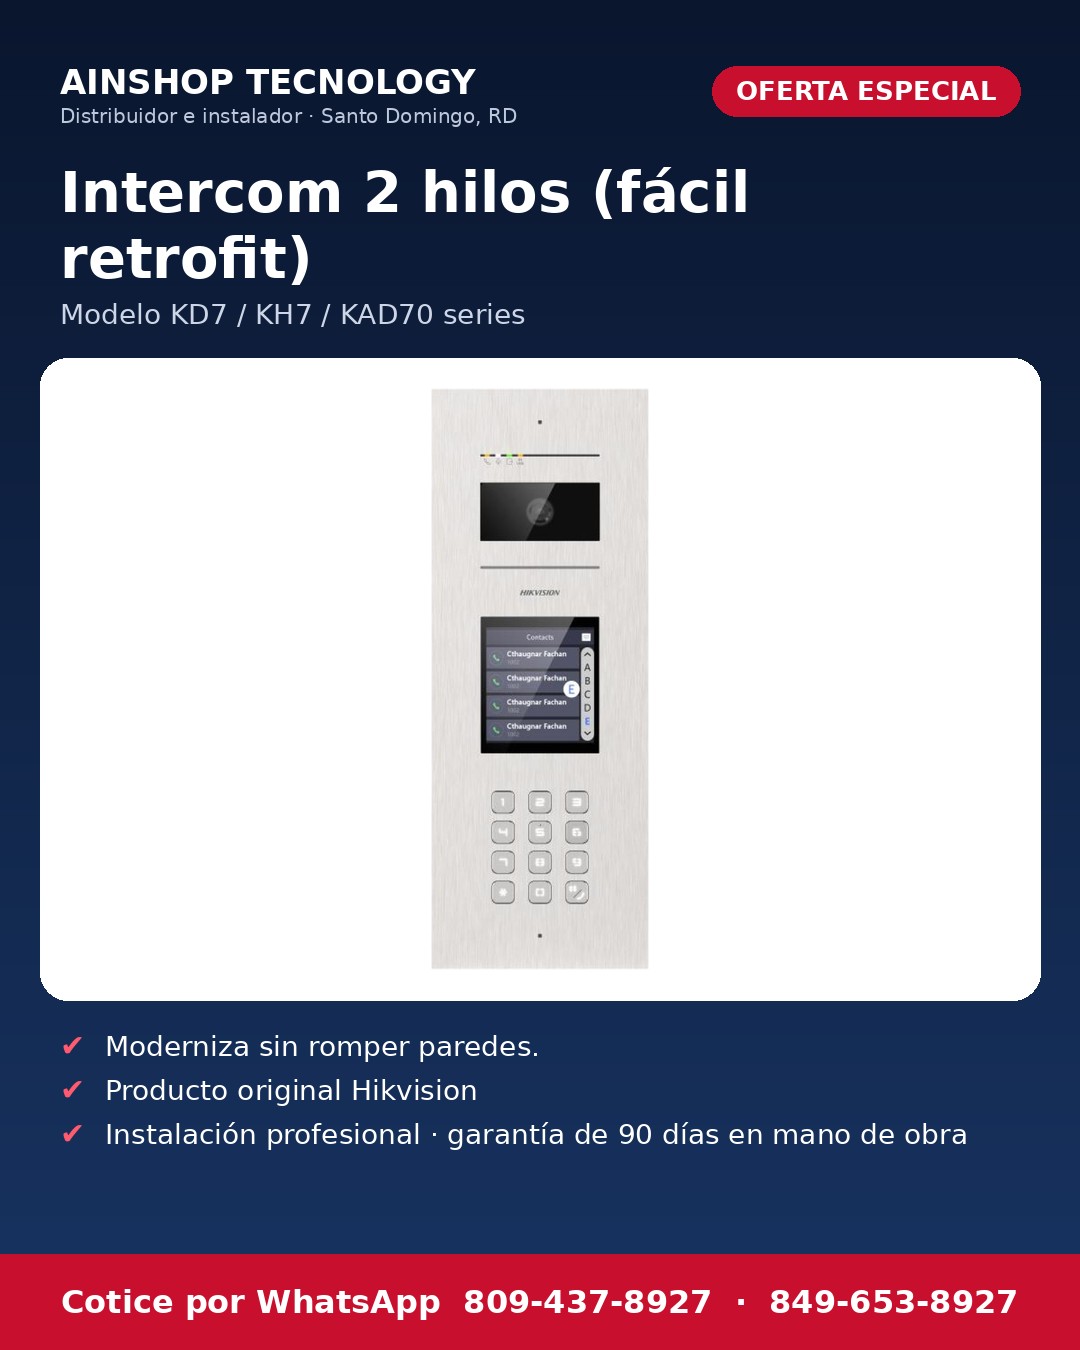 AINSHOP TECNOLOGY
Distribuidor e instalador · Santo Domingo, RD
OFERTA ESPECIAL
Intercom 2 hilos (fácil
retrofit)
Modelo KD7 / KH7 / KAD70 series
HIKVISION
Contacts
Cthaugnar Fachan
Cthaugnar Fachan
Cthaugnar Fachan
Cthaugnar Fachan
A
B
C
D
E
E
1 2 3
4 5 6
7 8 9
✔ Moderniza sin romper paredes.
✔ Producto original Hikvision
✔ Instalación profesional · garantía de 90 días en mano de obra
Cotice por WhatsApp 809-437-8927 · 849-653-8927